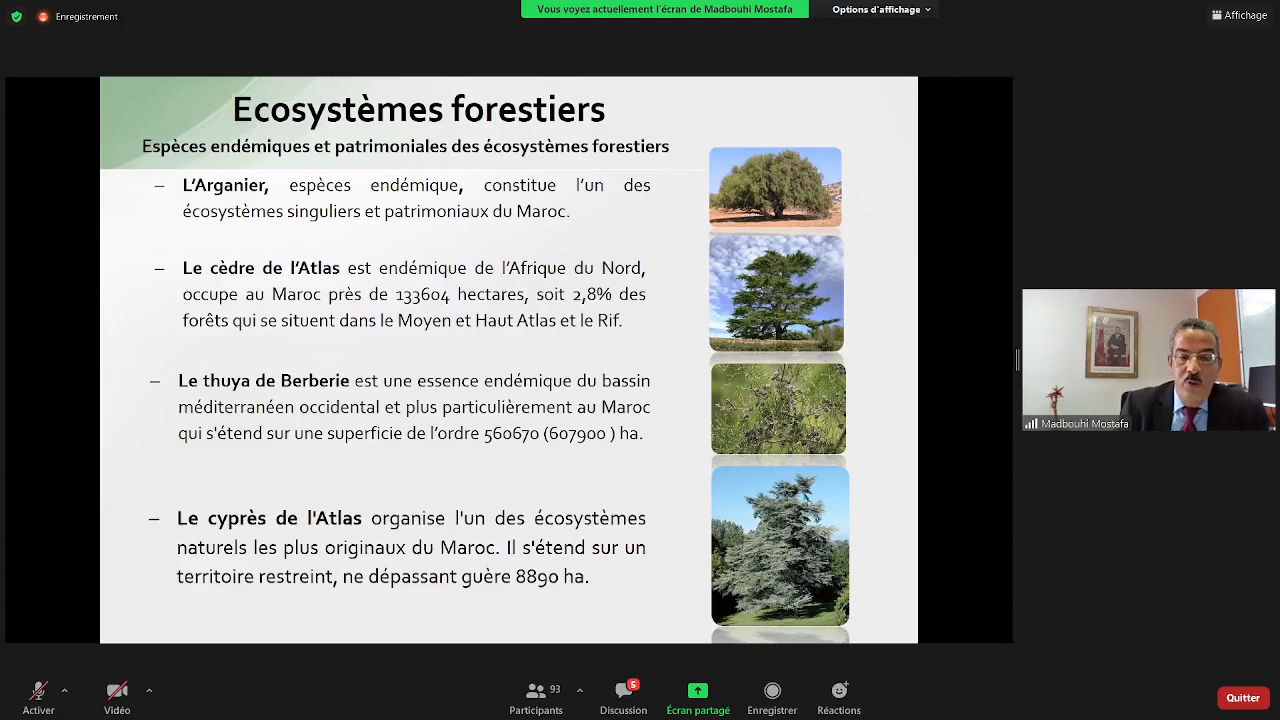 Enregistrement
Vous voyez actuellement l'écran de Madbouhi Mostafa
Options d'affichage
Affichage
Ecosystèmes forestiers
Espèces endémiques et patrimoniales des écosystèmes forestiers
– L'Arganier, espèces endémique, constitue l'un des
écosystèmes singuliers et patrimoniaux du Maroc.
– Le cèdre de l'Atlas est endémique de l'Afrique du Nord,
occupe au Maroc près de 133604 hectares, soit 2,8% des
forêts qui se situent dans le Moyen et Haut Atlas et le Rif.
– Le thuya de Berberie est une essence endémique du bassin
méditerranéen occidental et plus particulièrement au Maroc
qui s'étend sur une superficie de l'ordre 560670 (607900 ) ha.
– Le cyprès de l'Atlas organise l'un des écosystèmes
naturels les plus originaux du Maroc. Il s'étend sur un
territoire restreint, ne dépassant guère 8890 ha.
Madbouhi Mostafa
Activer
Vidéo
93
Participants
5
Discussion
Écran partagé
Enregistrer
Réactions
Quitter